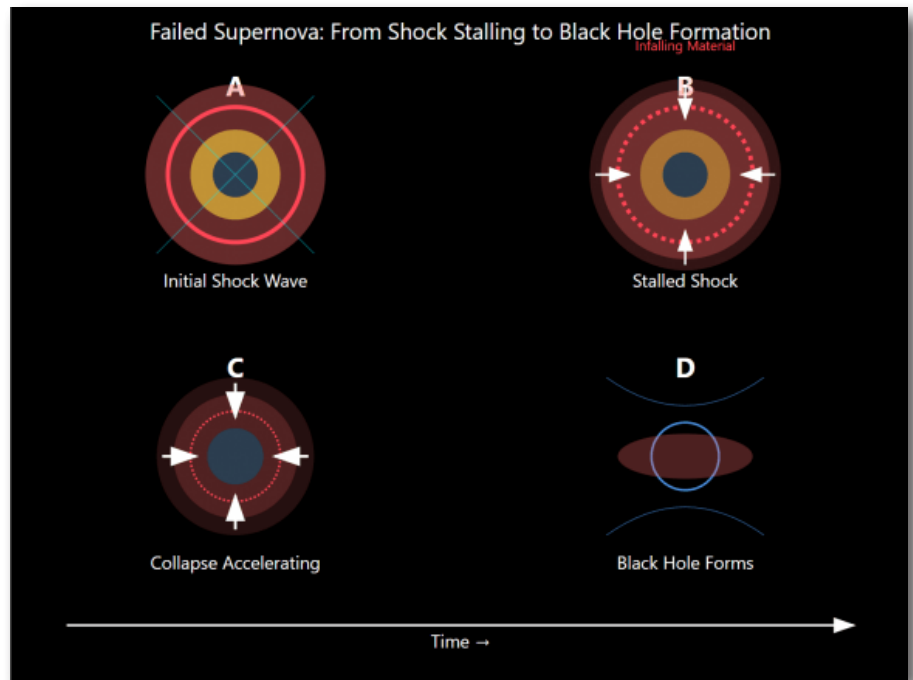 Failed Supernova: From Shock Stalling to Black Hole Formation
Infalling Material
A
B
Initial Shock Wave
Stalled Shock
C
D
Collapse Accelerating
Black Hole Forms
Time →